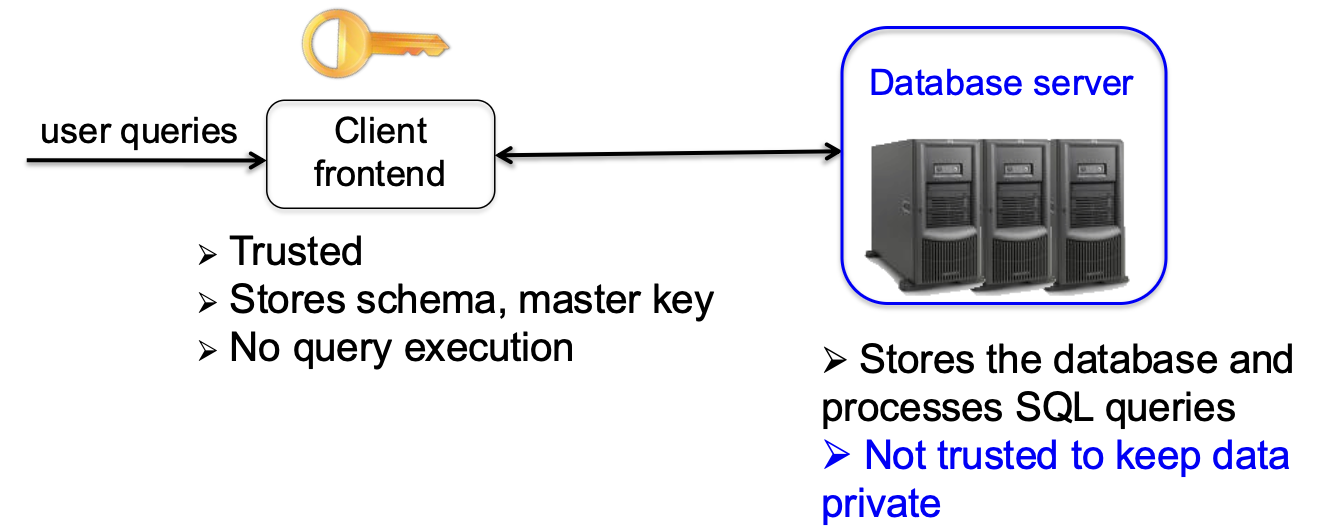 Database server
user queries
Client
frontend
➢ Trusted
➢ Stores schema, master key
➢ No query execution
➢ Stores the database and
processes SQL queries
➢ Not trusted to keep data
private